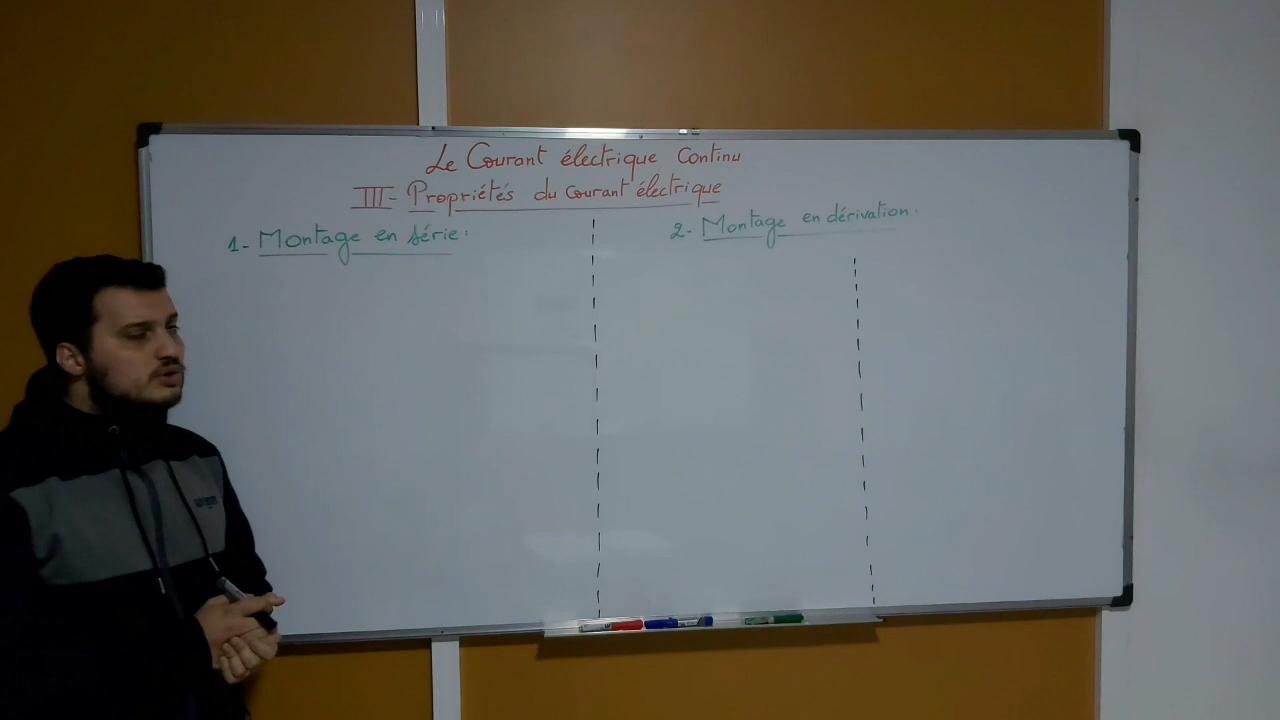 Le Courant électrique Continu
III- Propriétés du courant électrique
1- Montage en série:
2- Montage en dérivation: